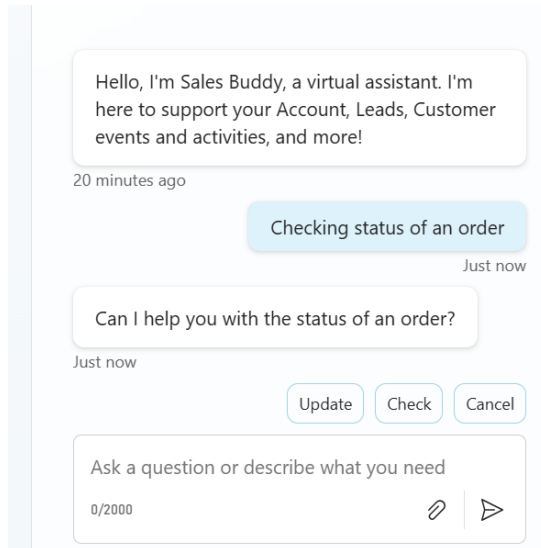 Hello, I'm Sales Buddy, a virtual assistant. I'm
here to support your Account, Leads, Customer
events and activities, and more!
20 minutes ago
Checking status of an order
Just now
Can I help you with the status of an order?
Just now
Update Check Cancel
Ask a question or describe what you need
0/2000